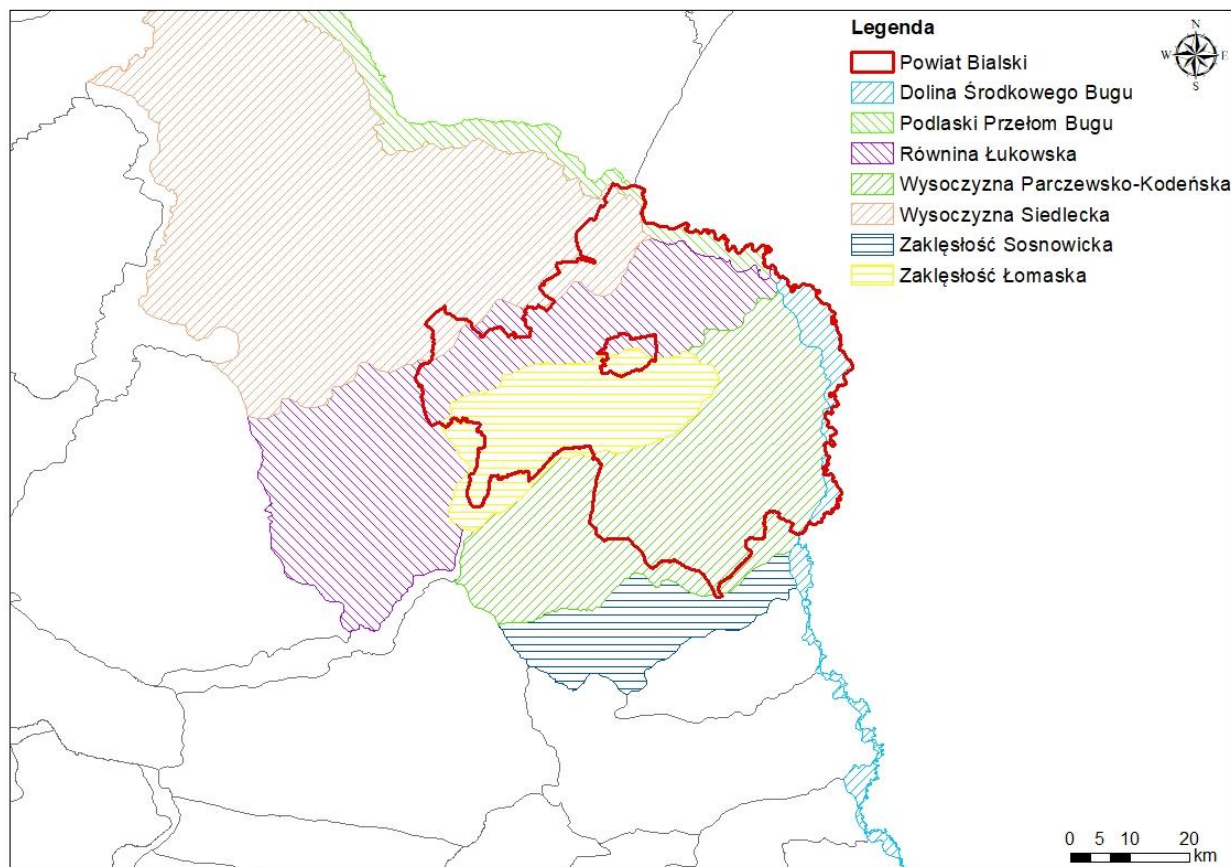 Legenda
Powiat Bialski
Dolina Środkowego Bugu
Podlaski Przełom Bugu
Równina Łukowska
Wysoczyzna Parczewsko-Kodeńska
Wysoczyzna Siedlecka
Zaklęsłość Sosnowicka
Zaklęsłość Łomaska
N
W E
S
0 5 10 20
km